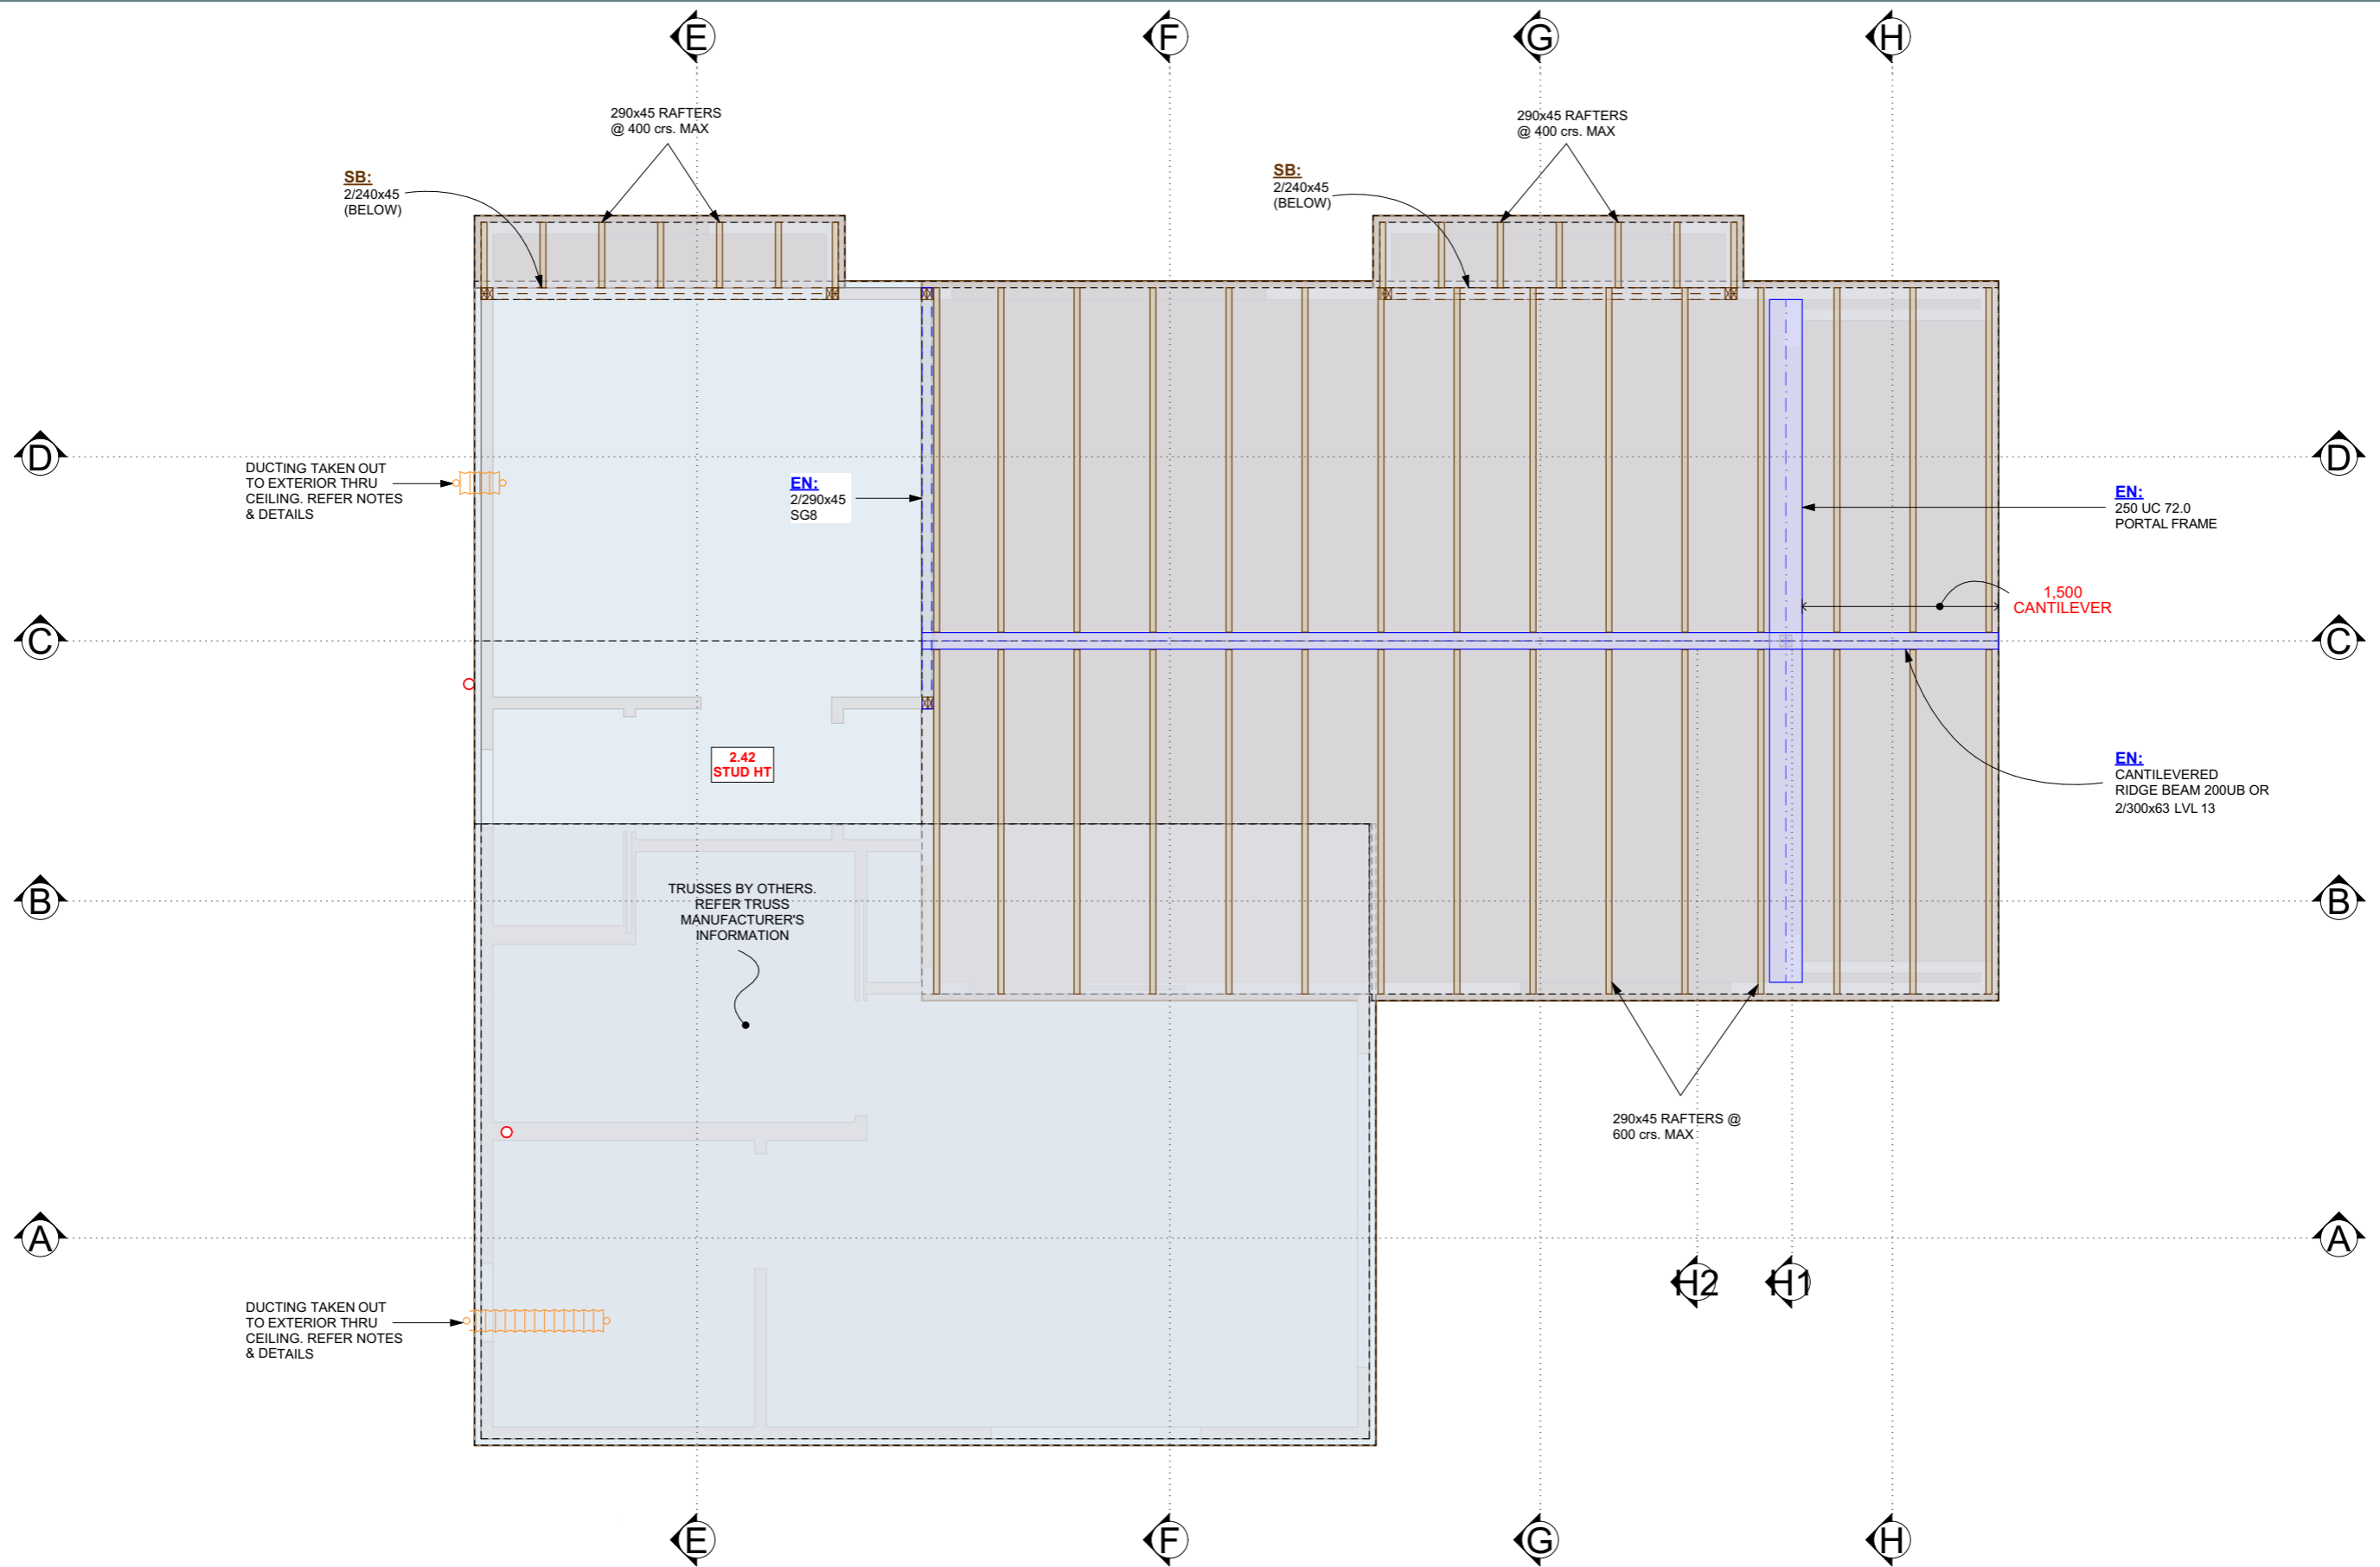 E
F
G
H
290x45 RAFTERS
@ 400 crs. MAX
290x45 RAFTERS
@ 400 crs. MAX
SB:
2/240x45
(BELOW)
SB:
2/240x45
(BELOW)
D
D
DUCTING TAKEN OUT
TO EXTERIOR THRU
CEILING. REFER NOTES
& DETAILS
EN:
2/290x45
SG8
EN:
250 UC 72.0
PORTAL FRAME
1,500
CANTILEVER
C
C
2.42
STUD HT
EN:
CANTILEVERED
RIDGE BEAM 200UB OR
2/300x63 LVL 13
B
B
TRUSSES BY OTHERS.
REFER TRUSS
MANUFACTURER'S
INFORMATION
290x45 RAFTERS @
600 crs. MAX
A
A
H2
H1
DUCTING TAKEN OUT
TO EXTERIOR THRU
CEILING. REFER NOTES
& DETAILS
E
F
G
H